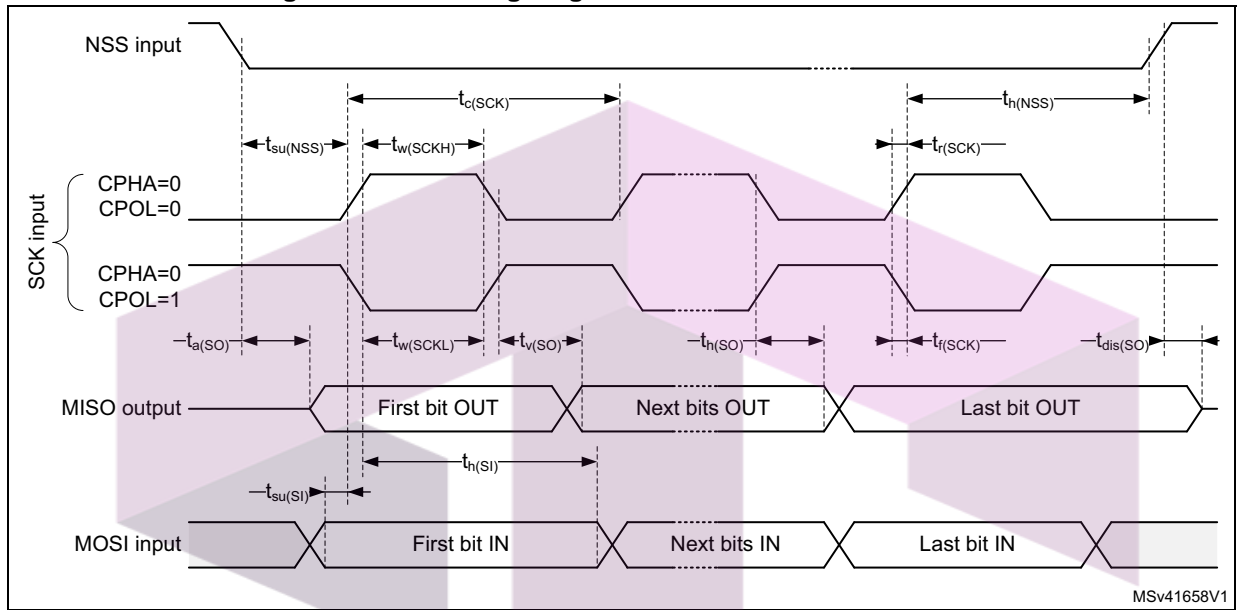 NSS input
tc(SCK)
th(NSS)
tsu(NSS)
tw(SCKH)
tr(SCK)
SCK input
CPHA=0
CPOL=0
CPHA=0
CPOL=1
ta(SO)
tw(SCKL)
tv(SO)
th(SO)
tf(SCK)
tdis(SO)
MISO output
First bit OUT
Next bits OUT
Last bit OUT
th(SI)
tsu(SI)
MOSI input
First bit IN
Next bits IN
Last bit IN
MSv41658V1